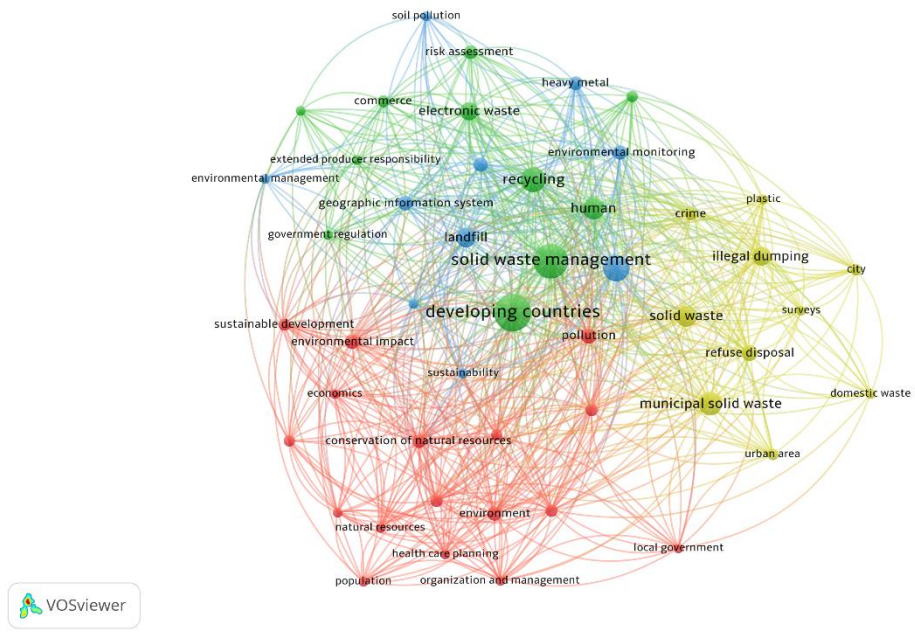 soil pollution
risk assessment
heavy metal
commerce
electronic waste
environmental monitoring
extended producer responsibility
environmental management
recycling
geographic information system
human
plastic
crime
government regulation
landfill
solid waste management
illegal dumping
city
developing countries
solid waste
surveys
sustainable development
environmental impact
pollution
refuse disposal
sustainability
economics
municipal solid waste
domestic waste
conservation of natural resources
urban area
environment
natural resources
health care planning
local government
population
organization and management
VOSviewer